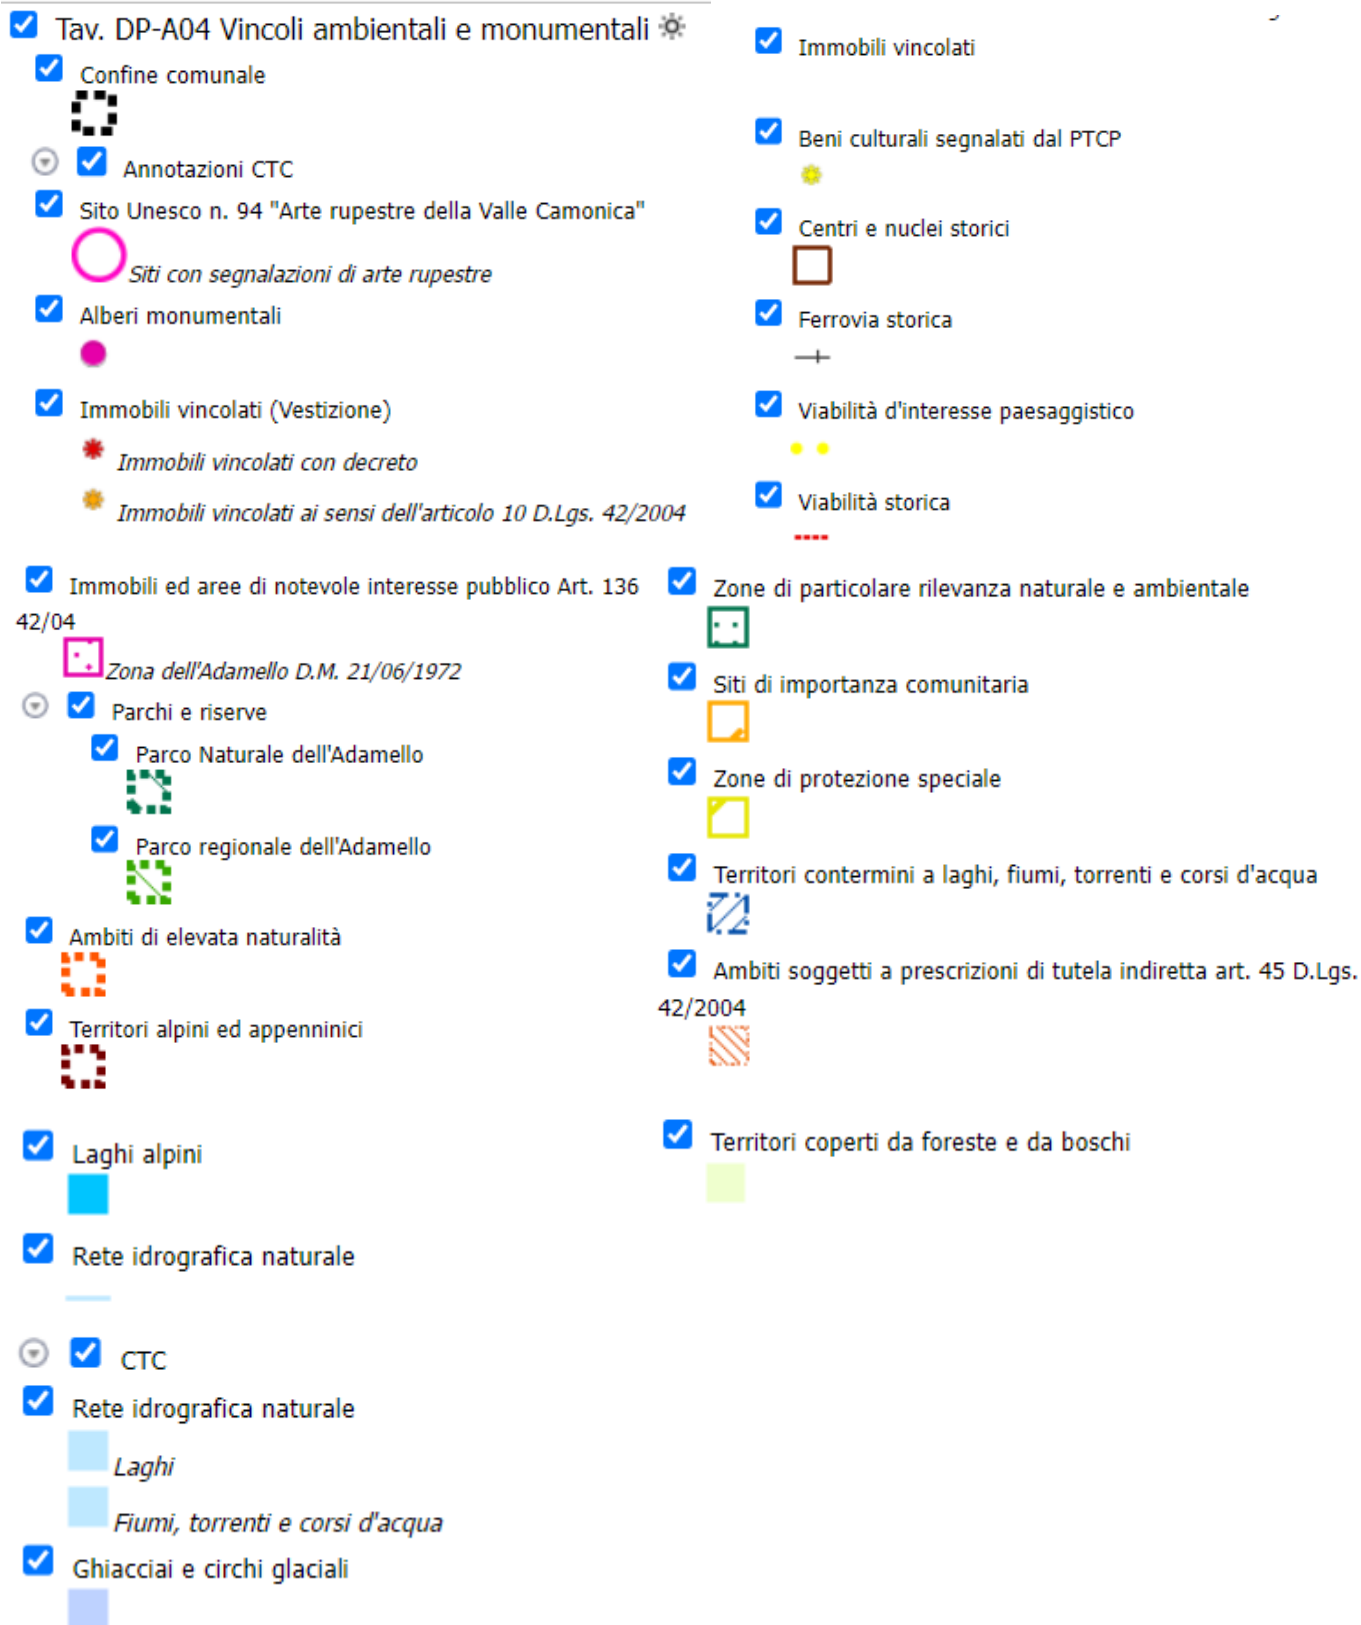 Tav. DP-A04 Vincoli ambientali e monumentali
Confine comunale
Annotazioni CTC
Sito Unesco n. 94 "Arte rupestre della Valle Camonica"
Siti con segnalazioni di arte rupestre
Alberi monumentali
Immobili vincolati (Vestizione)
Immobili vincolati con decreto
Immobili vincolati ai sensi dell'articolo 10 D.Lgs. 42/2004
Immobili vincolati
Beni culturali segnalati dal PTCP
Centri e nuclei storici
Ferrovia storica
Viabilità d'interesse paesaggistico
Viabilità storica
Immobili ed aree di notevole interesse pubblico Art. 136
42/04
Zona dell'Adamello D.M. 21/06/1972
Parchi e riserve
Parco Naturale dell'Adamello
Parco regionale dell'Adamello
Ambiti di elevata naturalità
Territori alpini ed appenninici
Zone di particolare rilevanza naturale e ambientale
Siti di importanza comunitaria
Zone di protezione speciale
Territori contermini a laghi, fiumi, torrenti e corsi d'acqua
Ambiti soggetti a prescrizioni di tutela indiretta art. 45 D.Lgs.
42/2004
Laghi alpini
Rete idrografica naturale
CTC
Rete idrografica naturale
Laghi
Fiumi, torrenti e corsi d'acqua
Ghiacciai e circhi glaciali
Territori coperti da foreste e da boschi